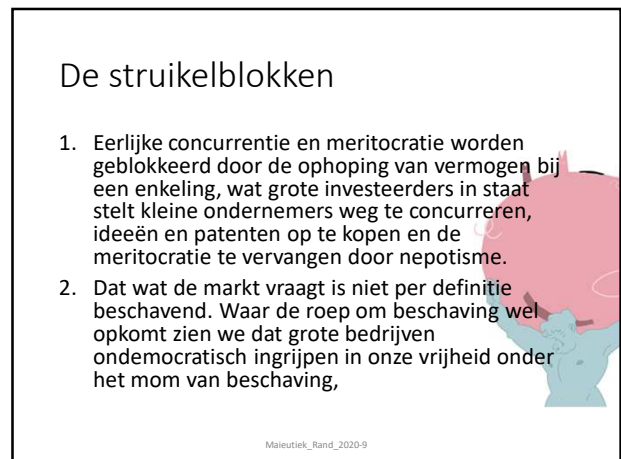 De struikelblokken
1. Eerlijke concurrentie en meritocratie worden
geblokkeerd door de ophoping van vermogen bij
een enkeling, wat grote investeerders in staat
stelt kleine ondernemers weg te concurreren,
ideeën en patenten op te kopen en de
meritocratie te vervangen door nepotisme.
2. Dat wat de markt vraagt is niet per definitie
beschavend. Waar de roep om beschaving wel
opkomt zien we dat grote bedrijven
ondemocratisch ingrijpen in onze vrijheid onder
het mom van beschaving,
Maieutiek_Rand_2020-9